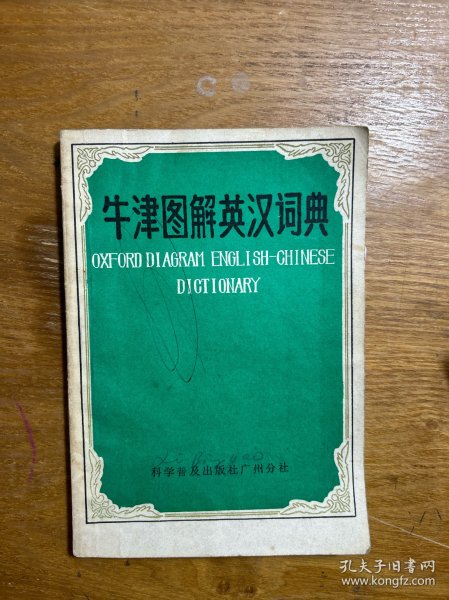 牛津图解英汉词典
OXFORD DIAGRAM ENGLISH-CHINESE
DICTIONARY
科学普及出版社广州分社
孔夫子旧书网
www.kongfz.com